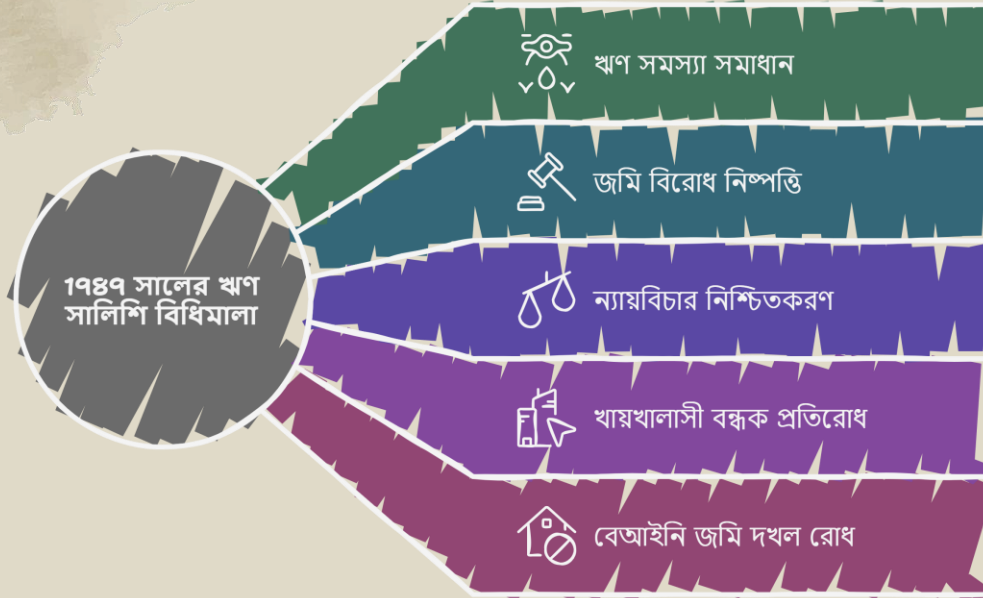 ১৭৪৭ সালের ঋণ
সালিশি বিধিমালা
ঋণ সমস্যা সমাধান
জমি বিরোধ নিষ্পত্তি
ন্যায়বিচার নিশ্চিতকরণ
খায়খালাসী বন্ধক প্রতিরোধ
বেআইনি জমি দখল রোধ